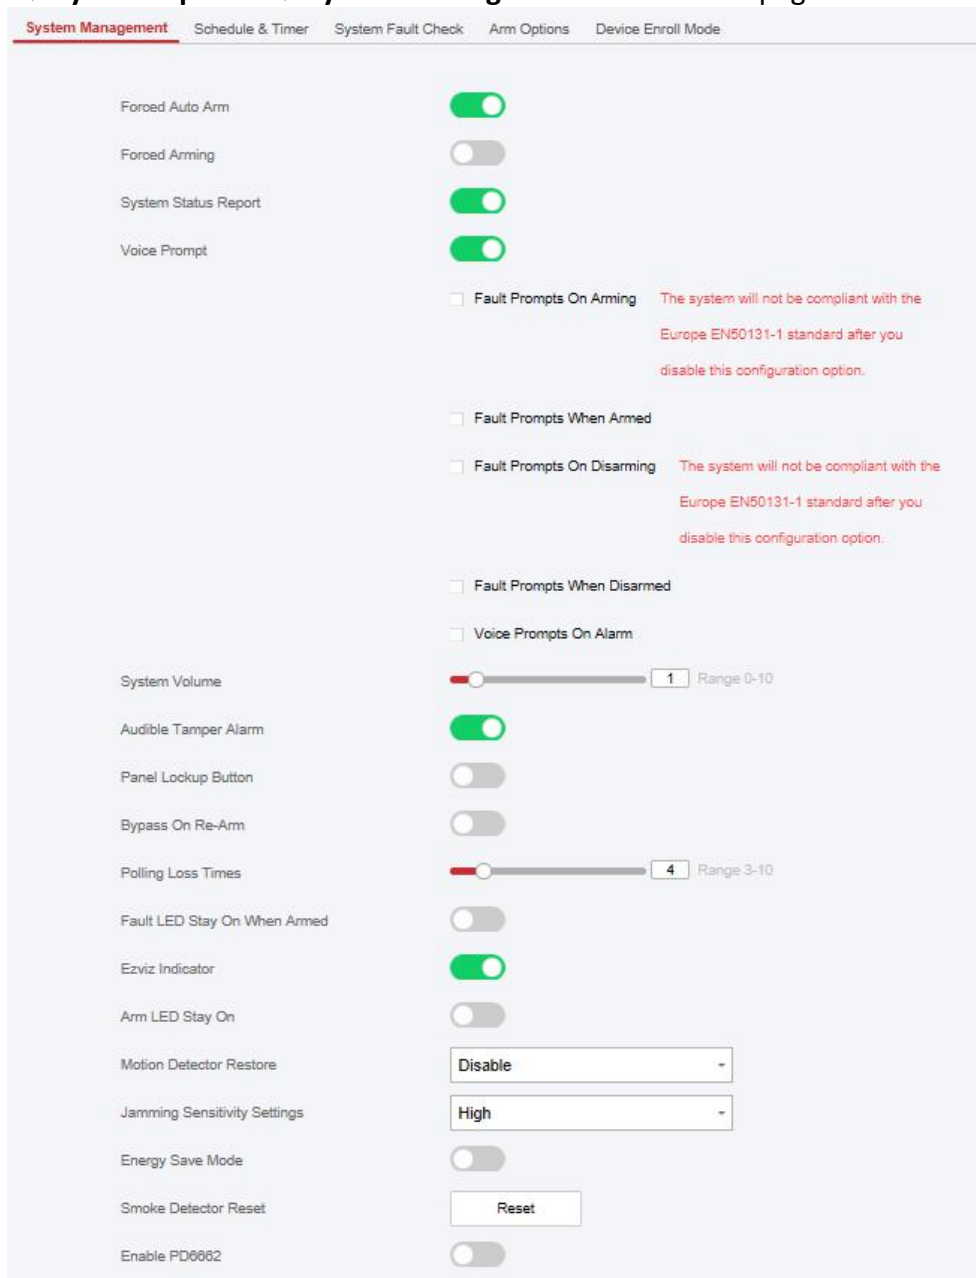 System Management Schedule & Timer System Fault Check Arm Options Device Enroll Mode
Forced Auto Arm
Forced Arming
System Status Report
Voice Prompt
Fault Prompts On Arming The system will not be compliant with the
Europe EN50131-1 standard after you
disable this configuration option.
Fault Prompts When Armed
Fault Prompts On Disarming The system will not be compliant with the
Europe EN50131-1 standard after you
disable this configuration option.
Fault Prompts When Disarmed
Voice Prompts On Alarm
System Volume 1 Range 0-10
Audible Tamper Alarm
Panel Lockup Button
Bypass On Re-Arm
Polling Loss Times 4 Range 3-10
Fault LED Stay On When Armed
Ezviz Indicator
Arm LED Stay On
Motion Detector Restore Disable
Jamming Sensitivity Settings High
Energy Save Mode
Smoke Detector Reset Reset
Enable PD6662